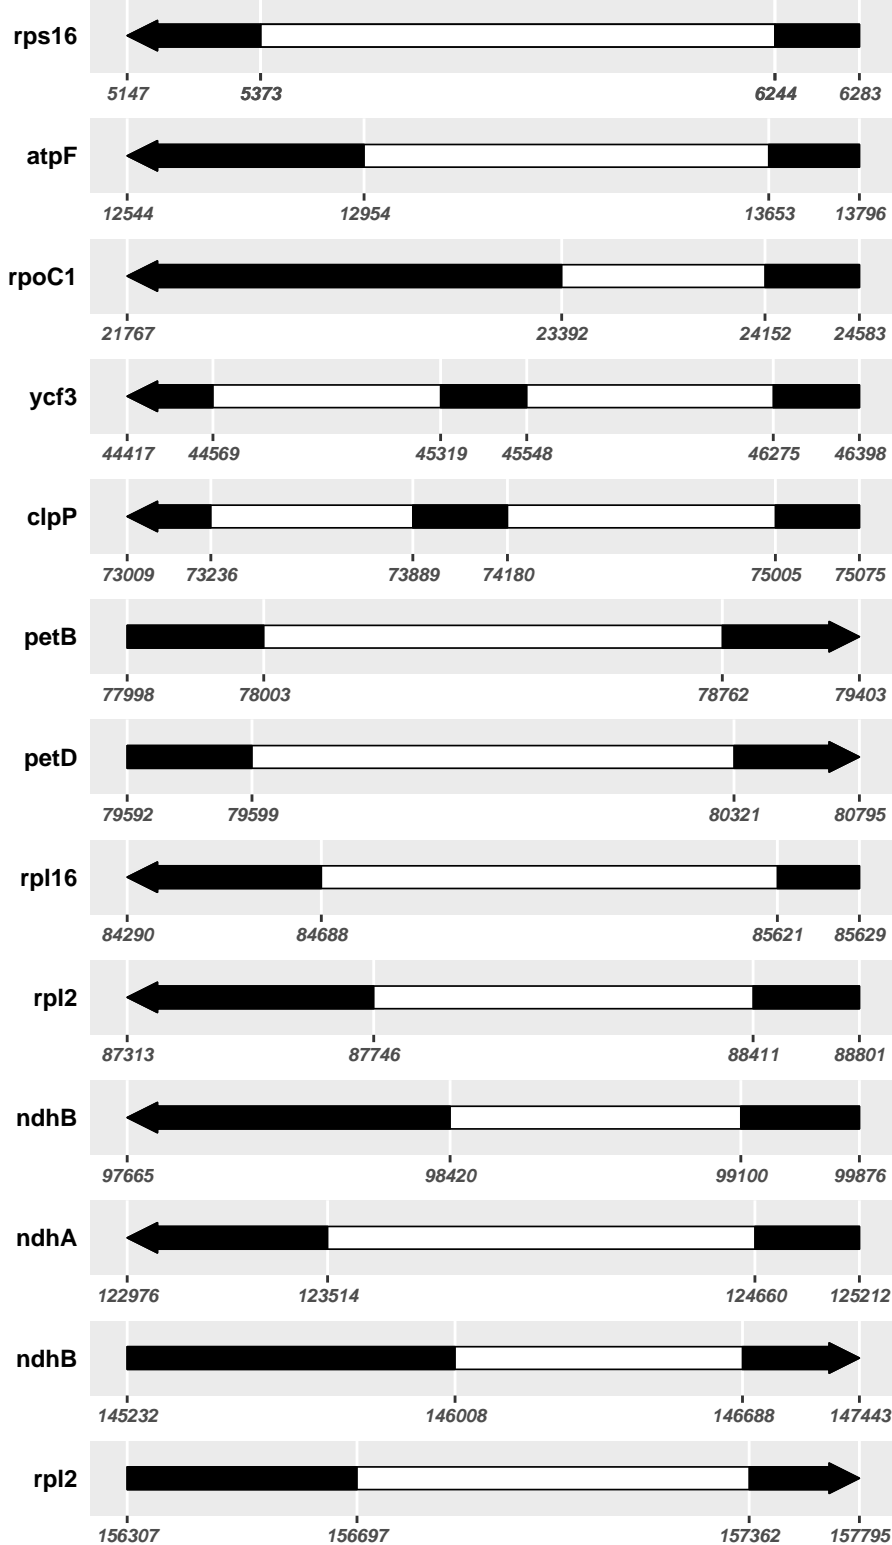 rps16
5147 5373 6244 6283
atpF
12544 12954 13653 13796
rpoC1
21767 23392 24152 24583
ycf3
44417 44569 45319 45548 46275 46398
clpP
73009 73236 73889 74180 75005 75075
petB
77998 78003 78762 79403
petD
79592 79599 80321 80795
rpl16
84290 84688 85621 85629
rpl2
87313 87746 88411 88801
ndhB
97665 98420 99100 99876
ndhA
122976 123514 124660 125212
ndhB
145232 146008 146688 147443
rpl2
156307 156697 157362 157795